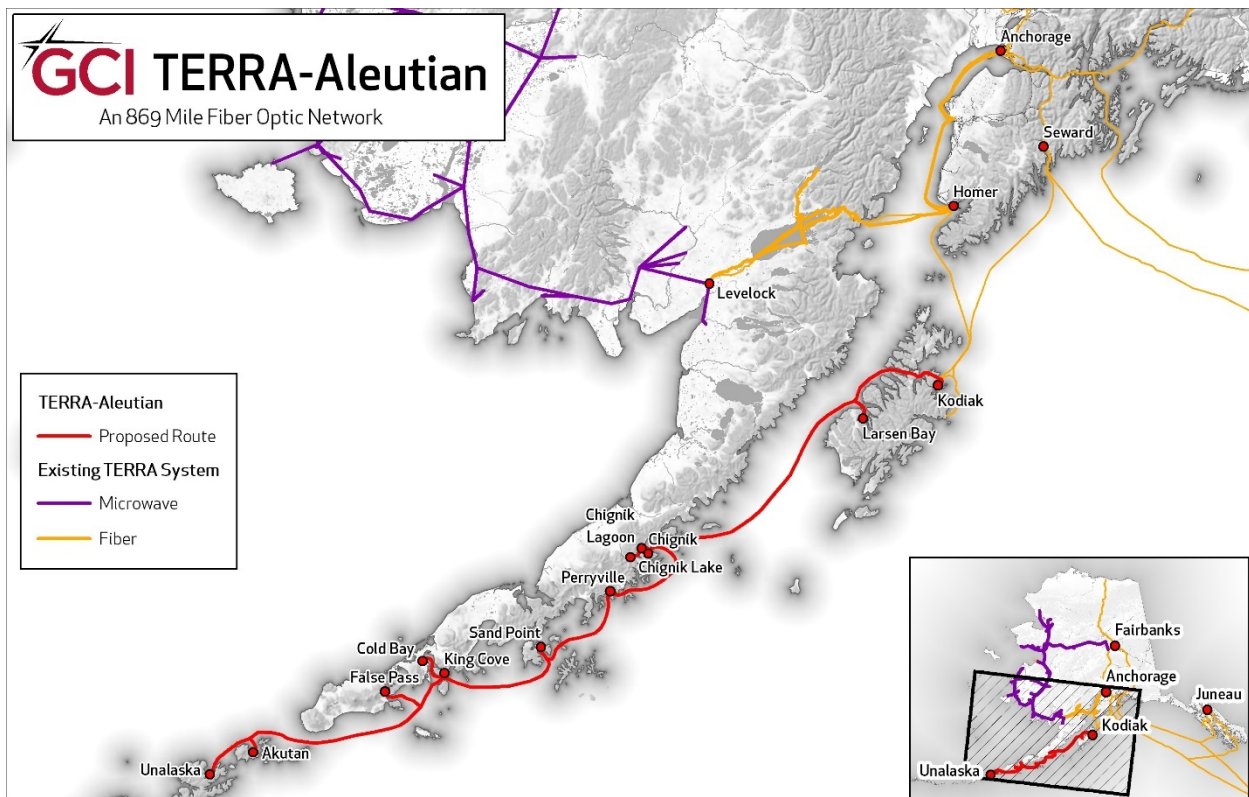 GCI TERRA-Aleutian
An 869 Mile Fiber Optic Network
Anchorage
Seward
Homer
Levelock
Kodiak
Larsen Bay
TERRA-Aleutian
Proposed Route
Existing TERRA System
Microwave
Fiber
Chignik
Lagoon
Chignik
Chignik Lake
Perryville
Sand Point
Cold Bay
King Cove
False Pass
Akutan
Unalaska
Fairbanks
Anchorage
Juneau
Kodiak
Unalaska